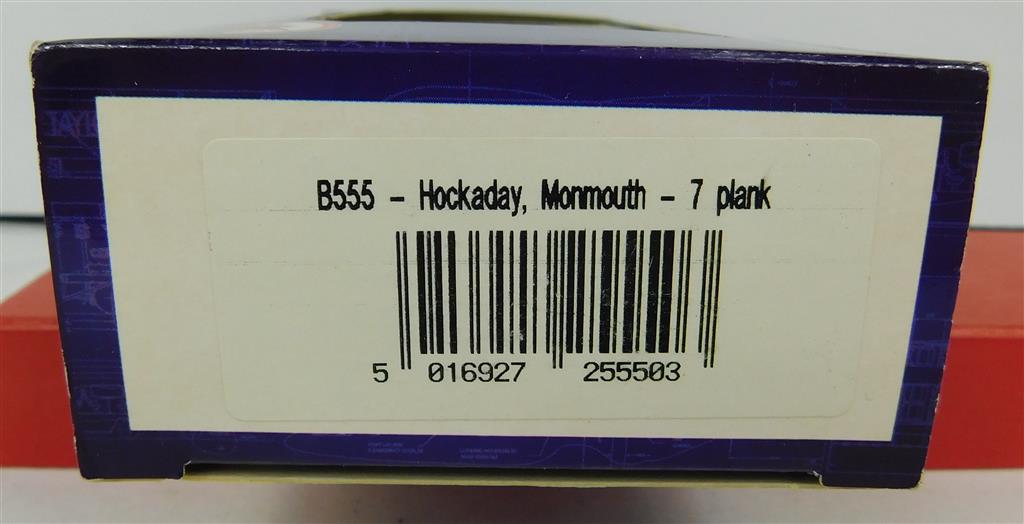 B555 - Hockaday, Monmouth - 7 plank
5 016927 255503